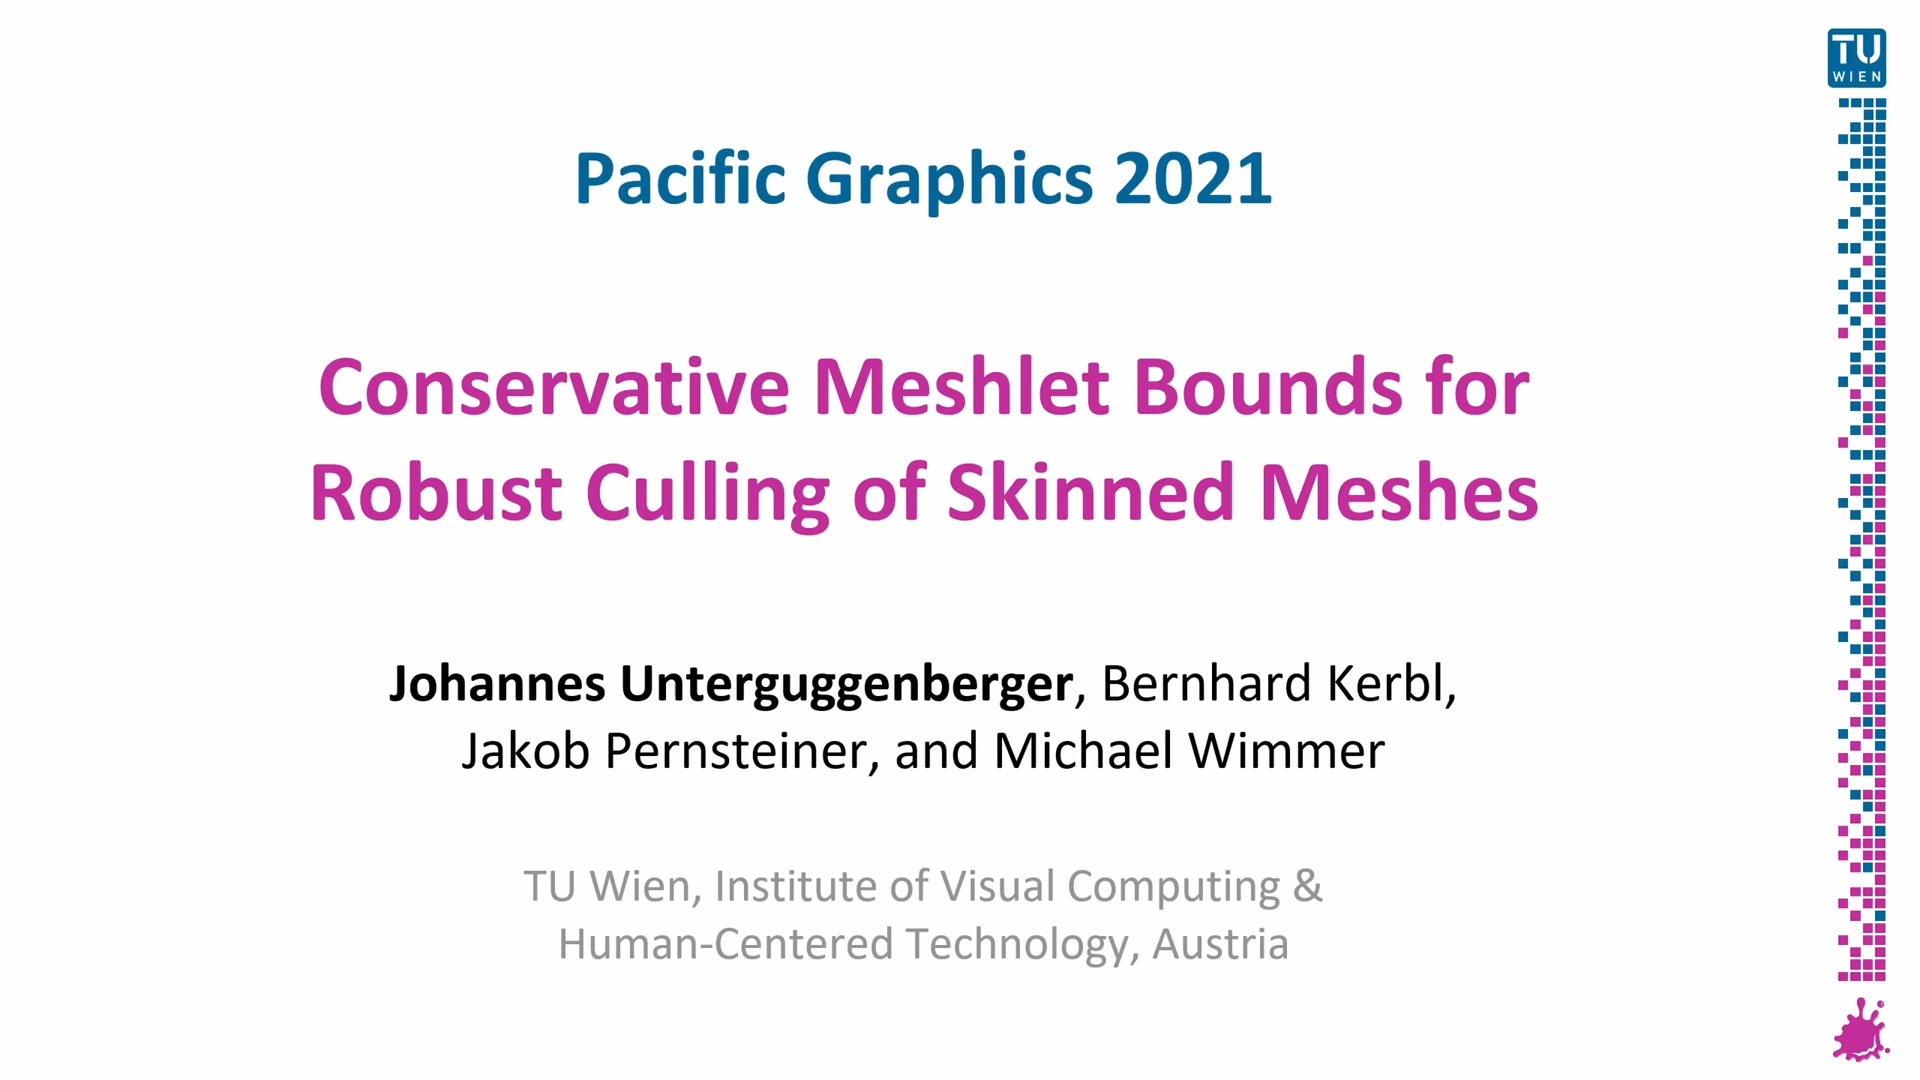 TU
WIEN
Pacific Graphics 2021
Conservative Meshlet Bounds for
Robust Culling of Skinned Meshes
Johannes Unterguggenberger, Bernhard Kerbl,
Jakob Pernsteiner, and Michael Wimmer
TU Wien, Institute of Visual Computing &
Human-Centered Technology, Austria